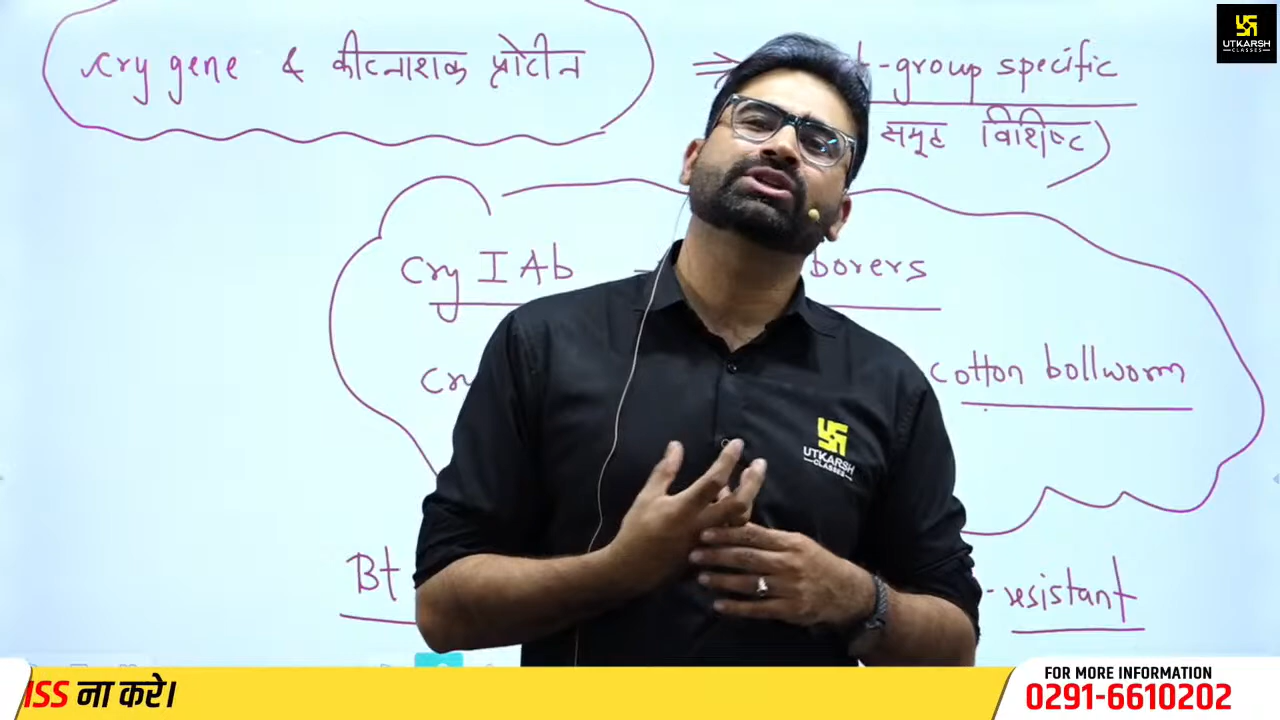 cry gene & कीटनाशक प्रोटीन ⇒ t-group specific
समूह विशिष्ट)
cry I Ab → borers
cry cotton bollworm
Bt - resistant
UTKARSH
CLASSES
UTKARSH
CLASSES
ISS ना करे।
FOR MORE INFORMATION
0291-6610202